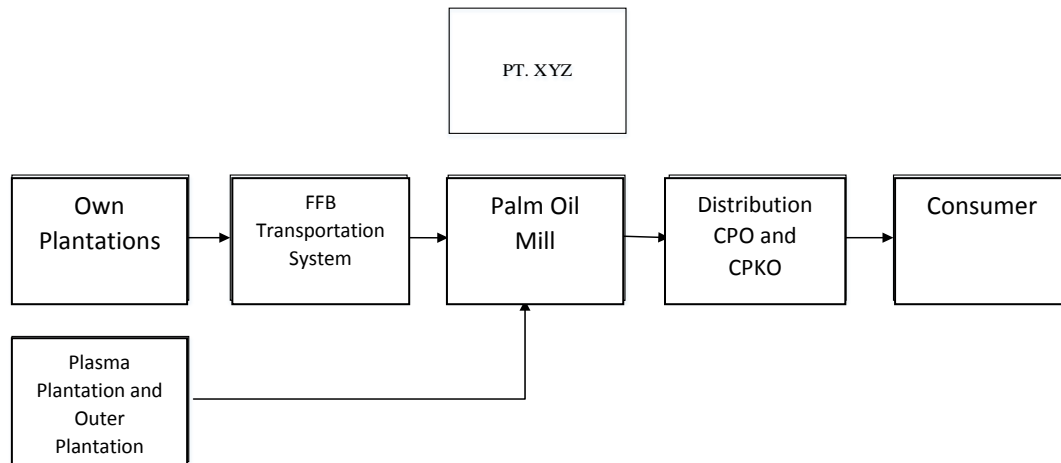 PT. XYZ
Own
Plantations
FFB
Transportation
System
Palm Oil
Mill
Distribution
CPO and
CPKO
Consumer
Plasma
Plantation and
Outer
Plantation